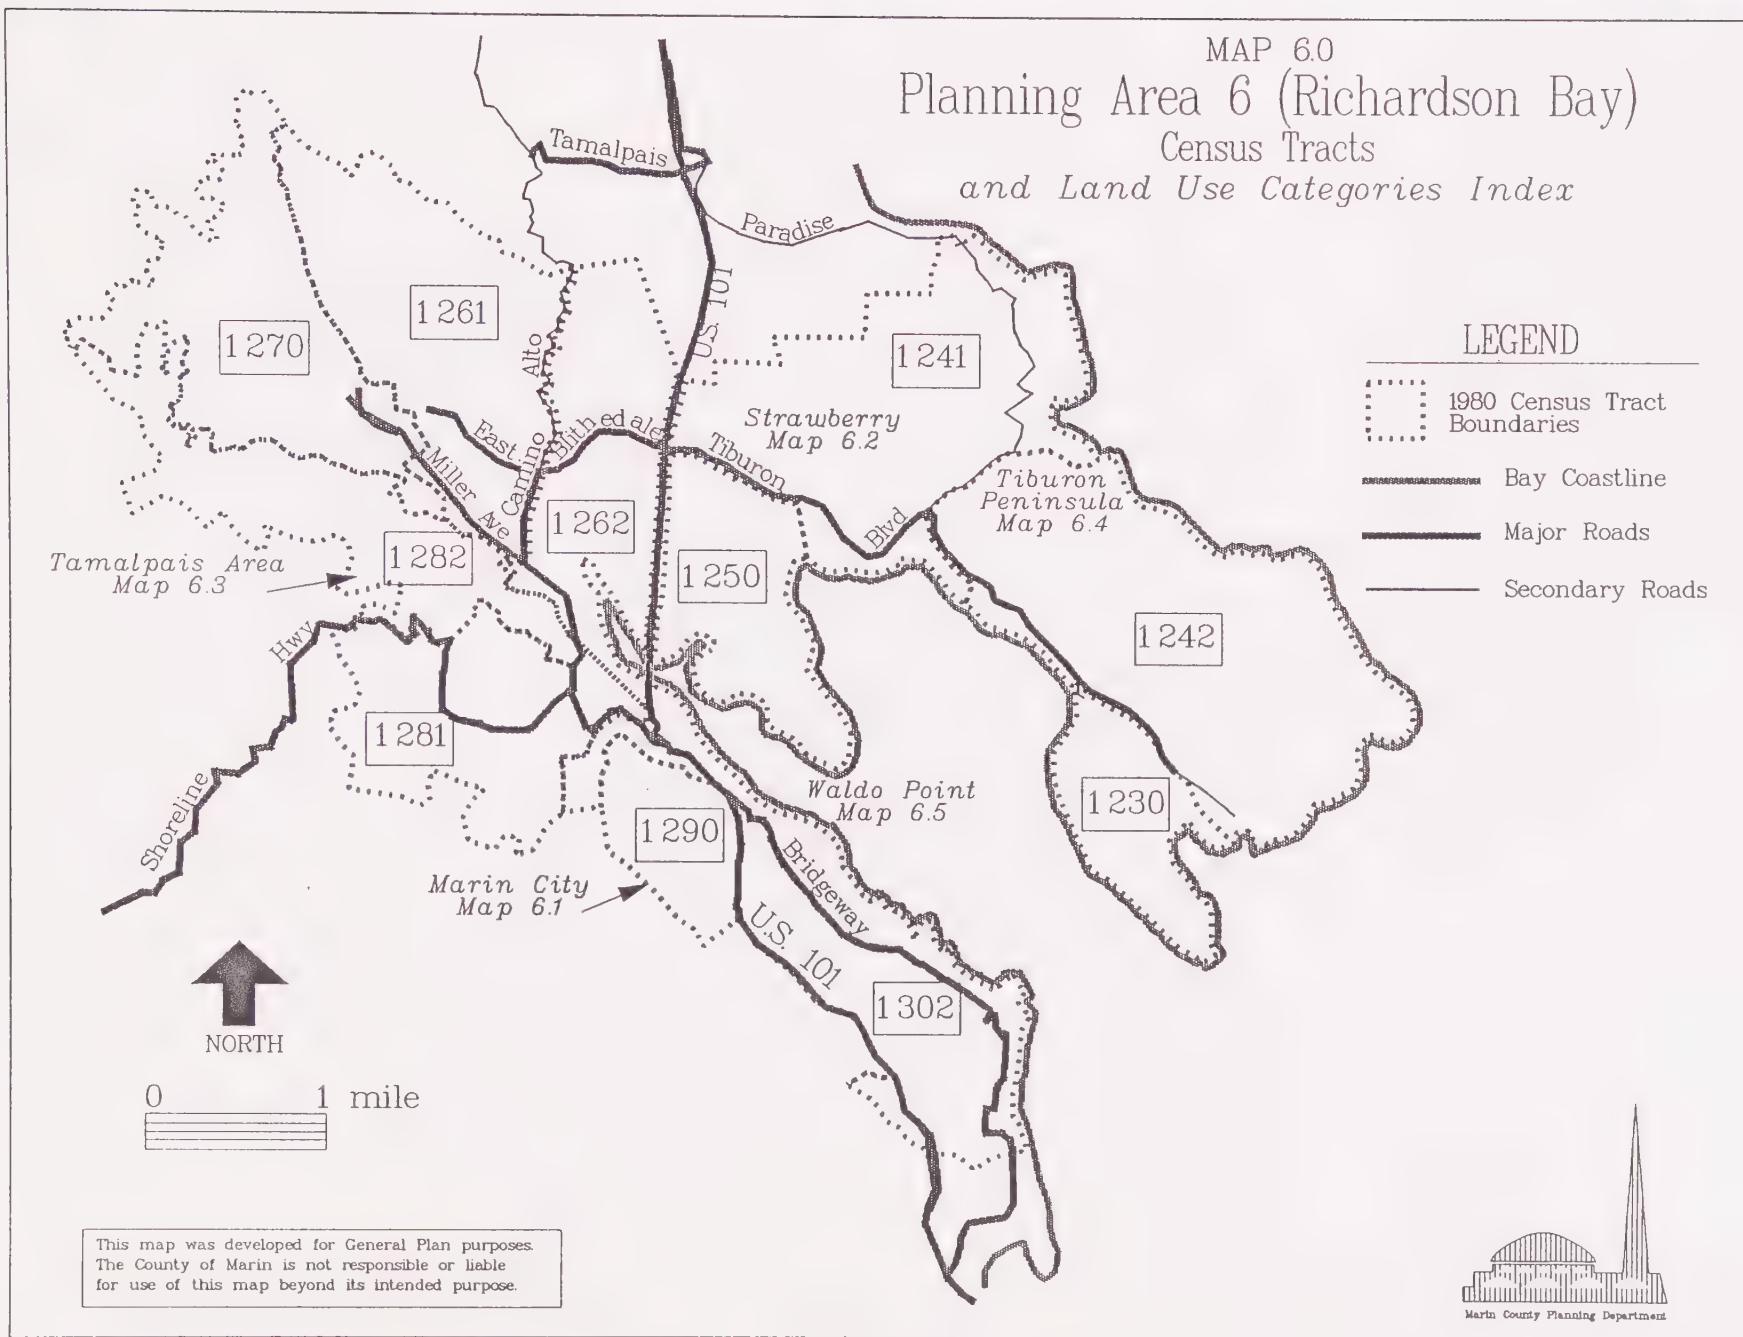 MAP 6.0
Planning Area 6 (Richardson Bay)
Census Tracts
and Land Use Categories Index
Tamalpais
Paradise
U.S. 101
1261
1270
1241
Alto
Strawberry
Map 6.2
East
Blithedale
Tiburon
Camino
Miller
Ave
Tiburon
Peninsula
Map 6.4
Blvd
1262
1282
1250
Tamalpais Area
Map 6.3
Hwy
1242
1281
Shoreline
Waldo Point
Map 6.5
1230
1290
Marin City
Map 6.1
Bridgeway
U.S. 101
1302
LEGEND
1980 Census Tract
Boundaries
Bay Coastline
Major Roads
Secondary Roads
NORTH
0 1 mile
This map was developed for General Plan purposes.
The County of Marin is not responsible or liable
for use of this map beyond its intended purpose.
Marin County Planning Department